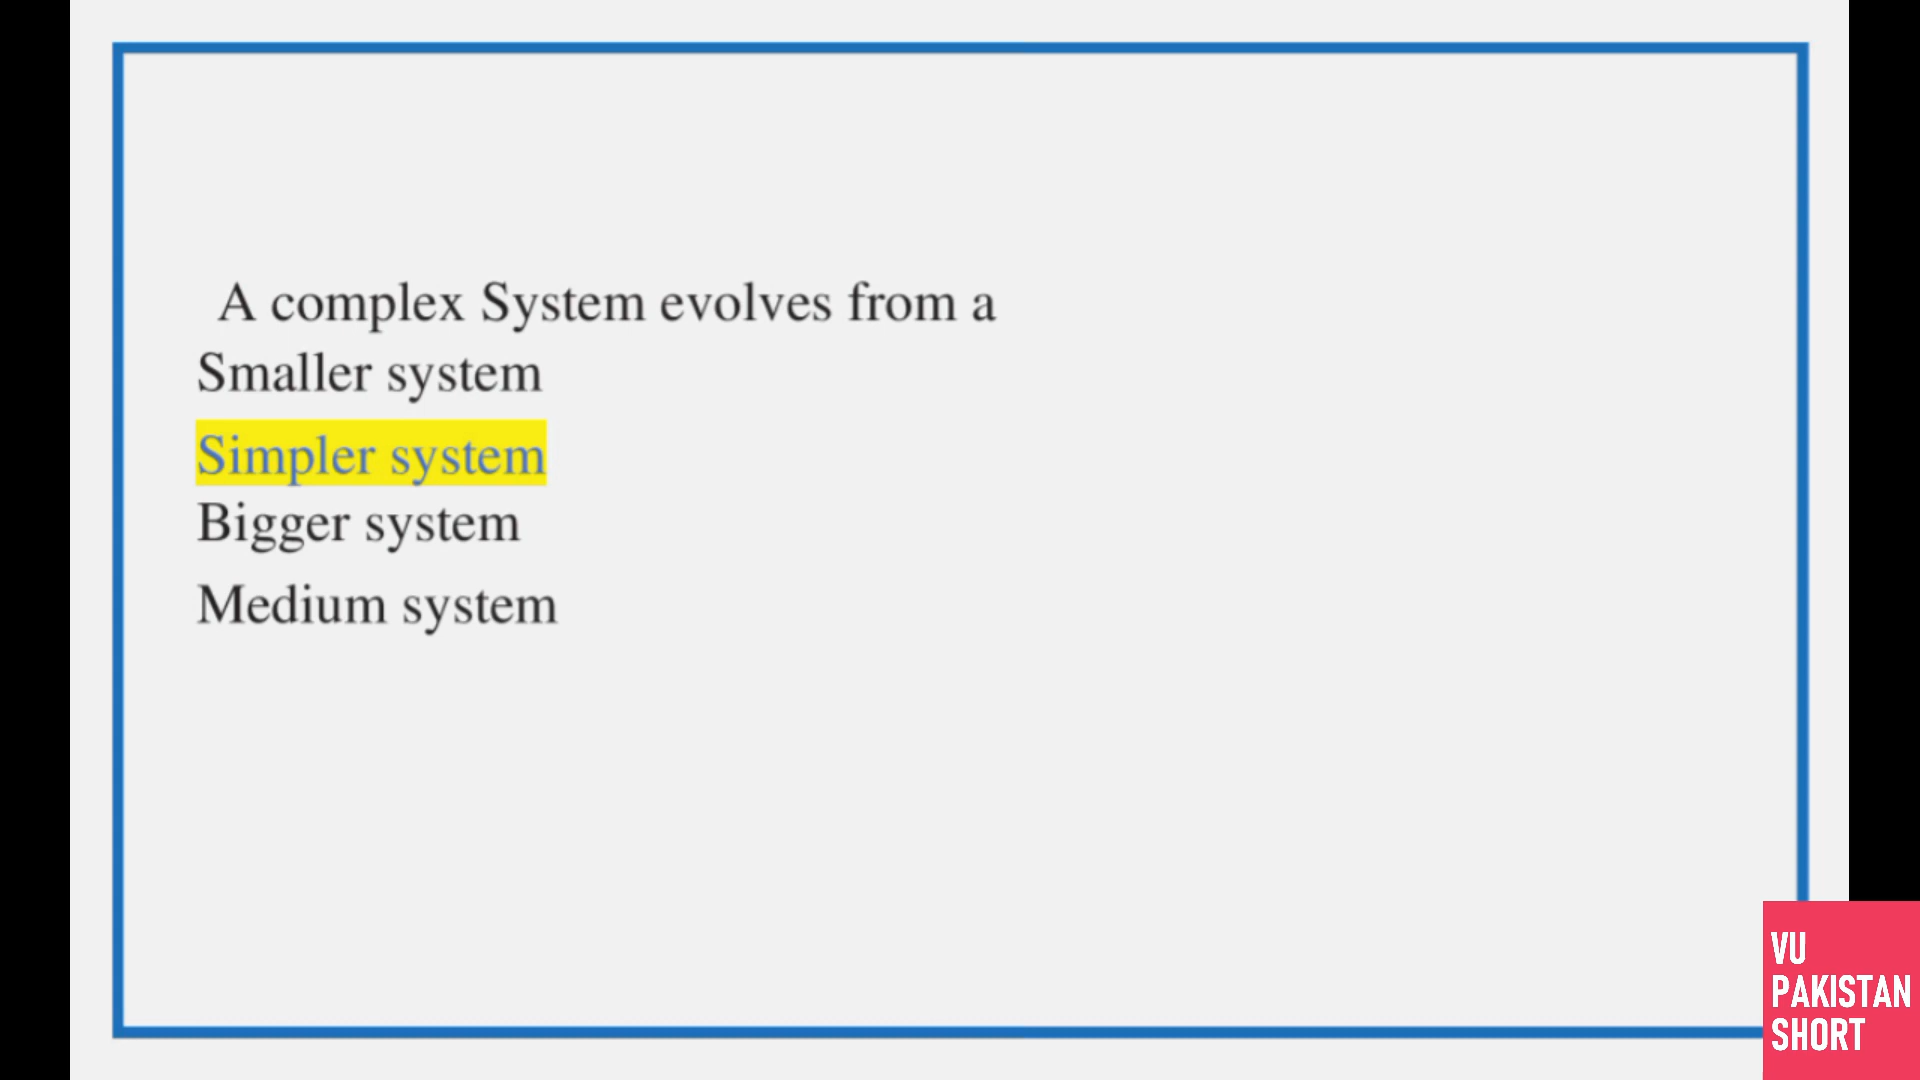 A complex System evolves from a
Smaller system
Simpler system
Bigger system
Medium system
VU
PAKISTAN
SHORT